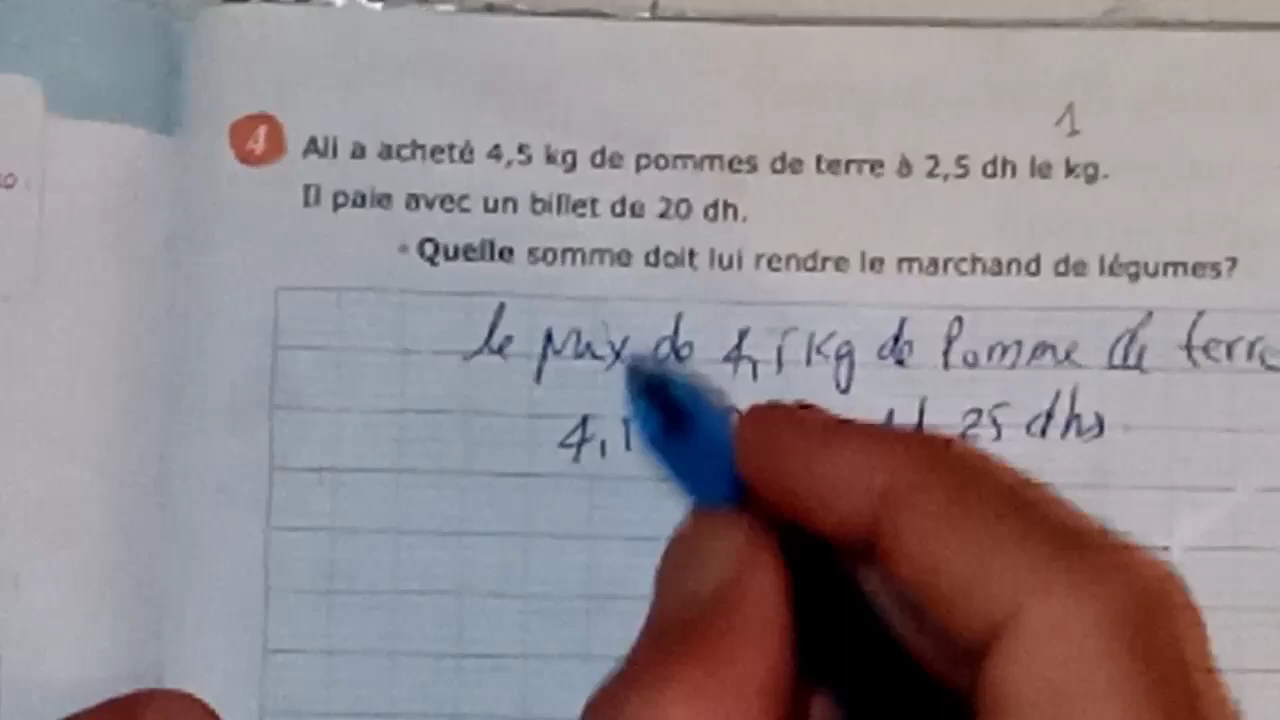 1
4 Ali a acheté 4,5 kg de pommes de terre à 2,5 dh le kg.
Il paie avec un billet de 20 dh.
• Quelle somme doit lui rendre le marchand de légumes?
le prix de 4,5 Kg de Pomme de terre
4, 25 dhs